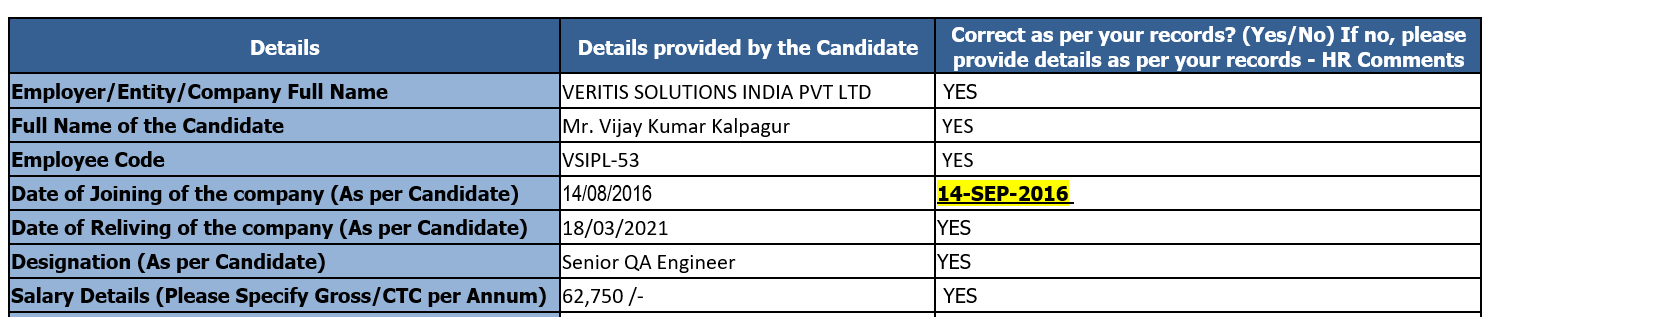 Details Details provided by the Candidate Correct as per your records? (Yes/No) If no, please
provide details as per your records - HR Comments
Employer/Entity/Company Full Name VERITIS SOLUTIONS INDIA PVT LTD YES
Full Name of the Candidate Mr. Vijay Kumar Kalpagur YES
Employee Code VSIPL-53 YES
Date of Joining of the company (As per Candidate) 14/08/2016 14-SEP-2016
Date of Reliving of the company (As per Candidate) 18/03/2021 YES
Designation (As per Candidate) Senior QA Engineer YES
Salary Details (Please Specify Gross/CTC per Annum) 62,750 /- YES